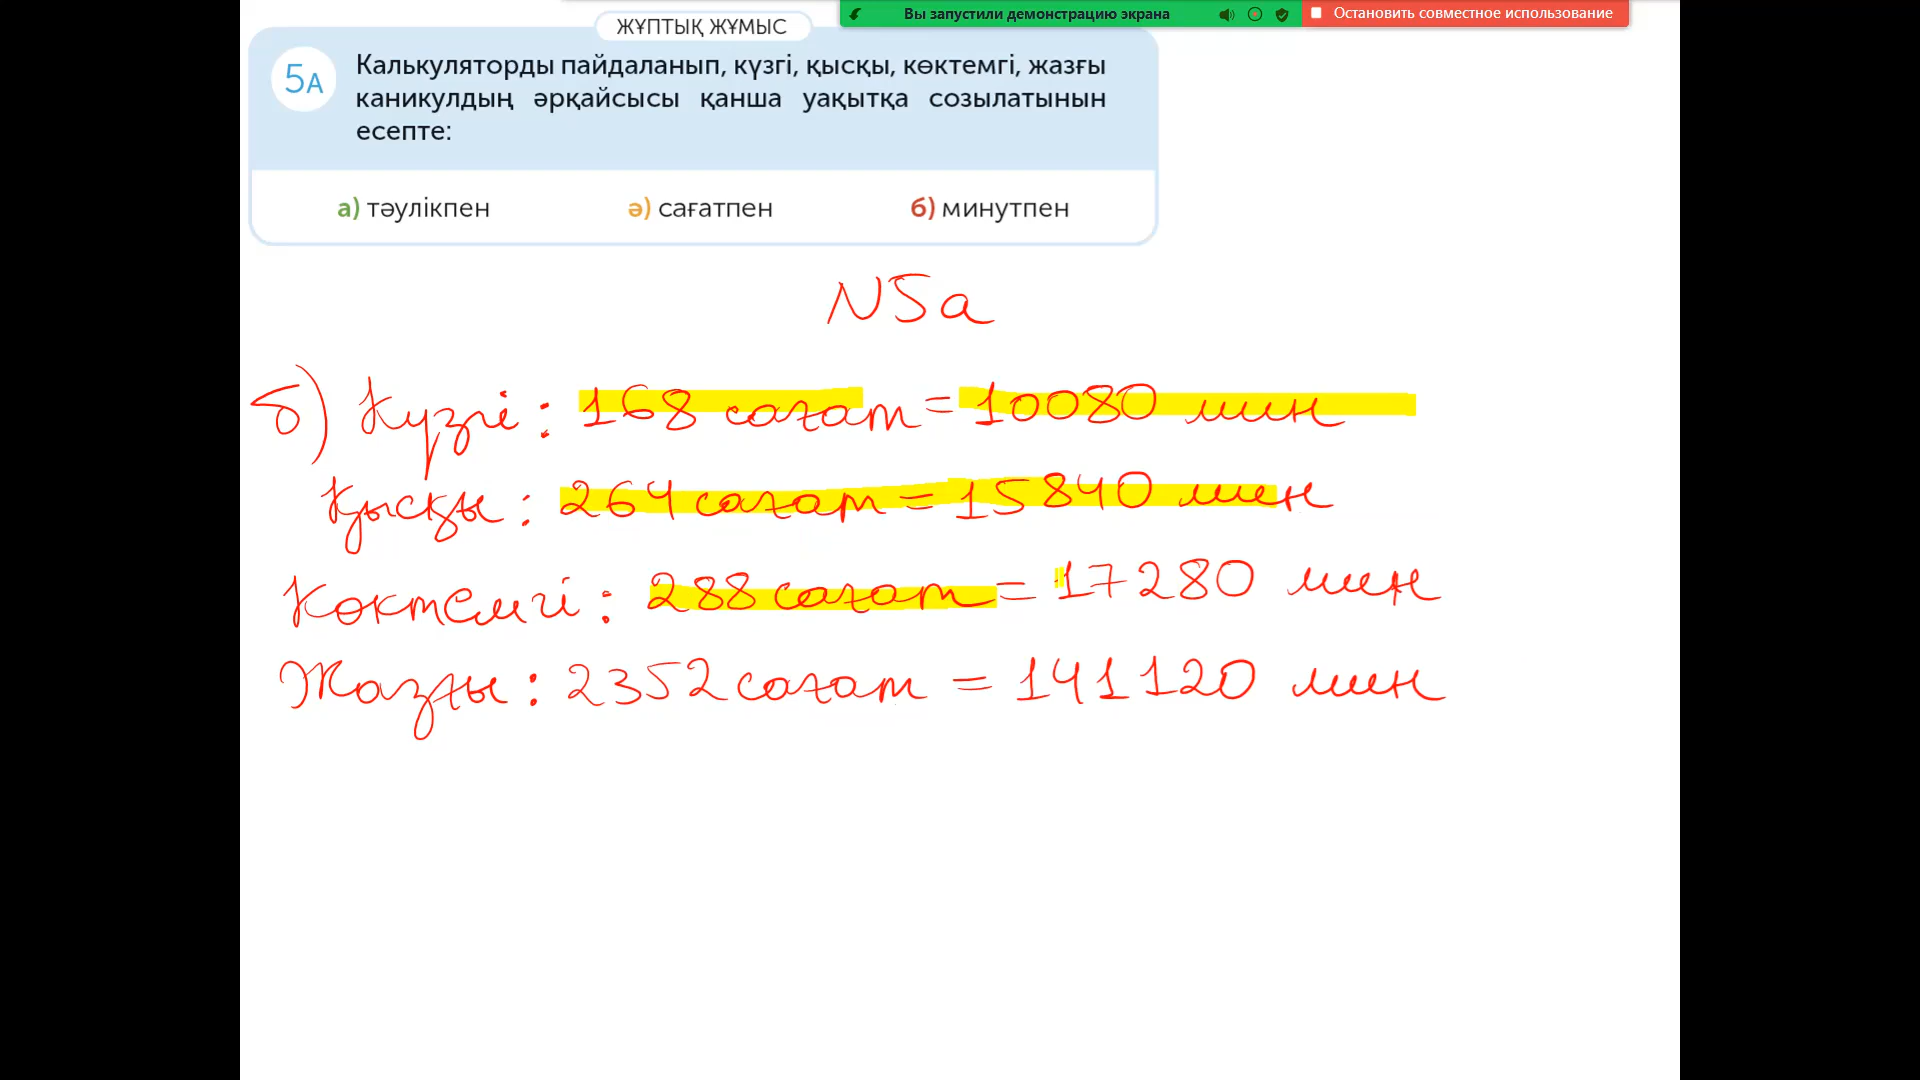 Вы запустили демонстрацию экрана
Остановить совместное использование
ЖҰПТЫҚ ЖҰМЫС
5А
Калькуляторды пайдаланып, күзгі, қысқы, көктемгі, жазғы
каникулдың әрқайсысы қанша уақытқа созылатынын
есепте:
а) тәулікпен ә) сағатпен б) минутпен
N5а
б) Күзгі: 168 сағат = 10080 мин
Қысқы: 264 сағат = 15840 мин
Көктемгі: 288 сағат = 17280 мин
Жазғы: 2352 сағат = 141120 мин